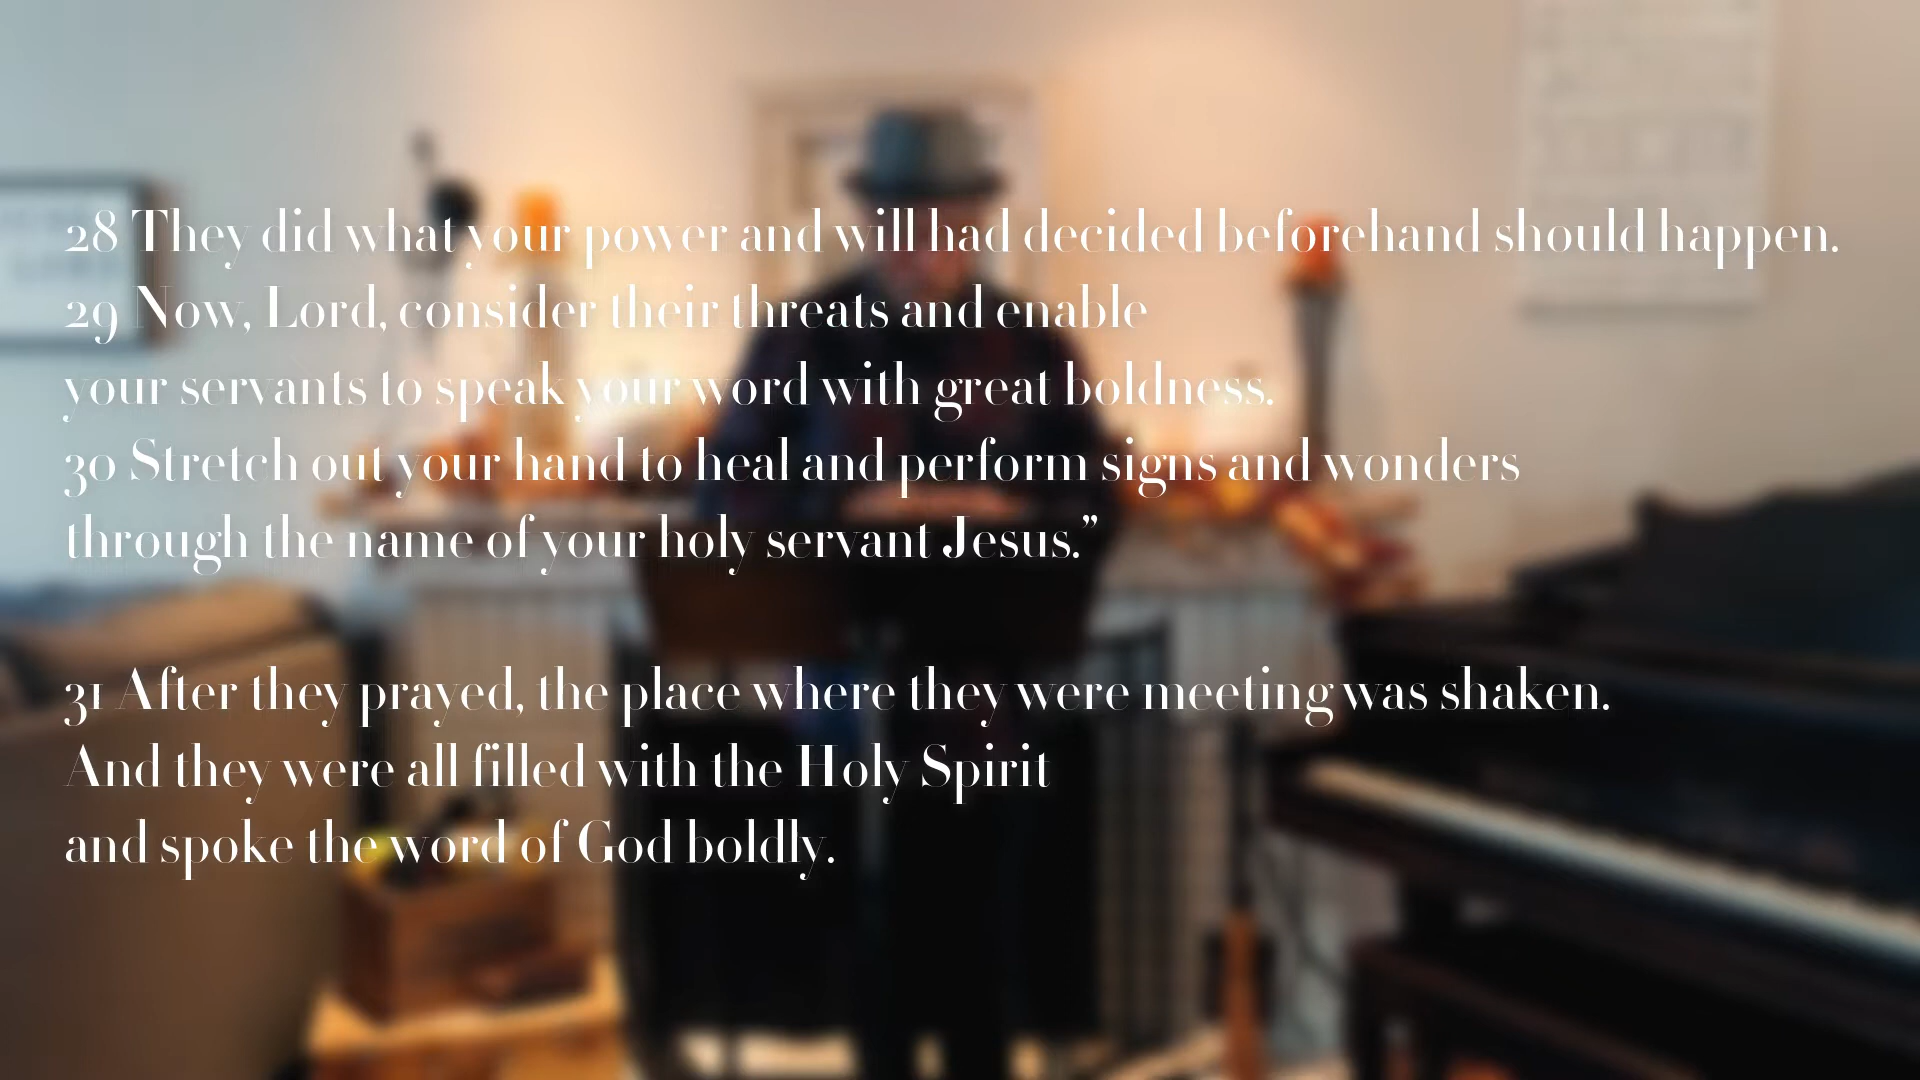 28 They did what your power and will had decided beforehand should happen.
29 Now, Lord, consider their threats and enable
your servants to speak your word with great boldness.
30 Stretch out your hand to heal and perform signs and wonders
through the name of your holy servant Jesus.”
31 After they prayed, the place where they were meeting was shaken.
And they were all filled with the Holy Spirit
and spoke the word of God boldly.